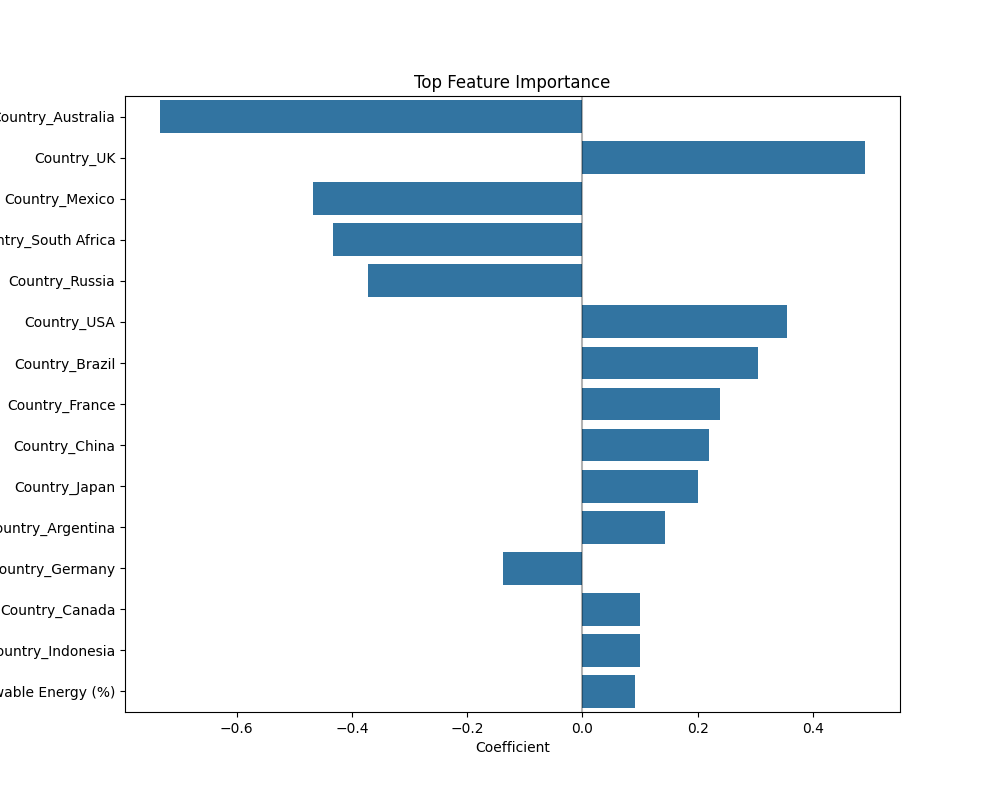 Top Feature Importance
Country_Australia
Country_UK
Country_Mexico
ntry_South Africa
Country_Russia
Country_USA
Country_Brazil
Country_France
Country_China
Country_Japan
ountry_Argentina
ountry_Germany
Country_Canada
ountry_Indonesia
wable Energy (%)
−0.6 −0.4 −0.2 0.0 0.2 0.4
Coefficient